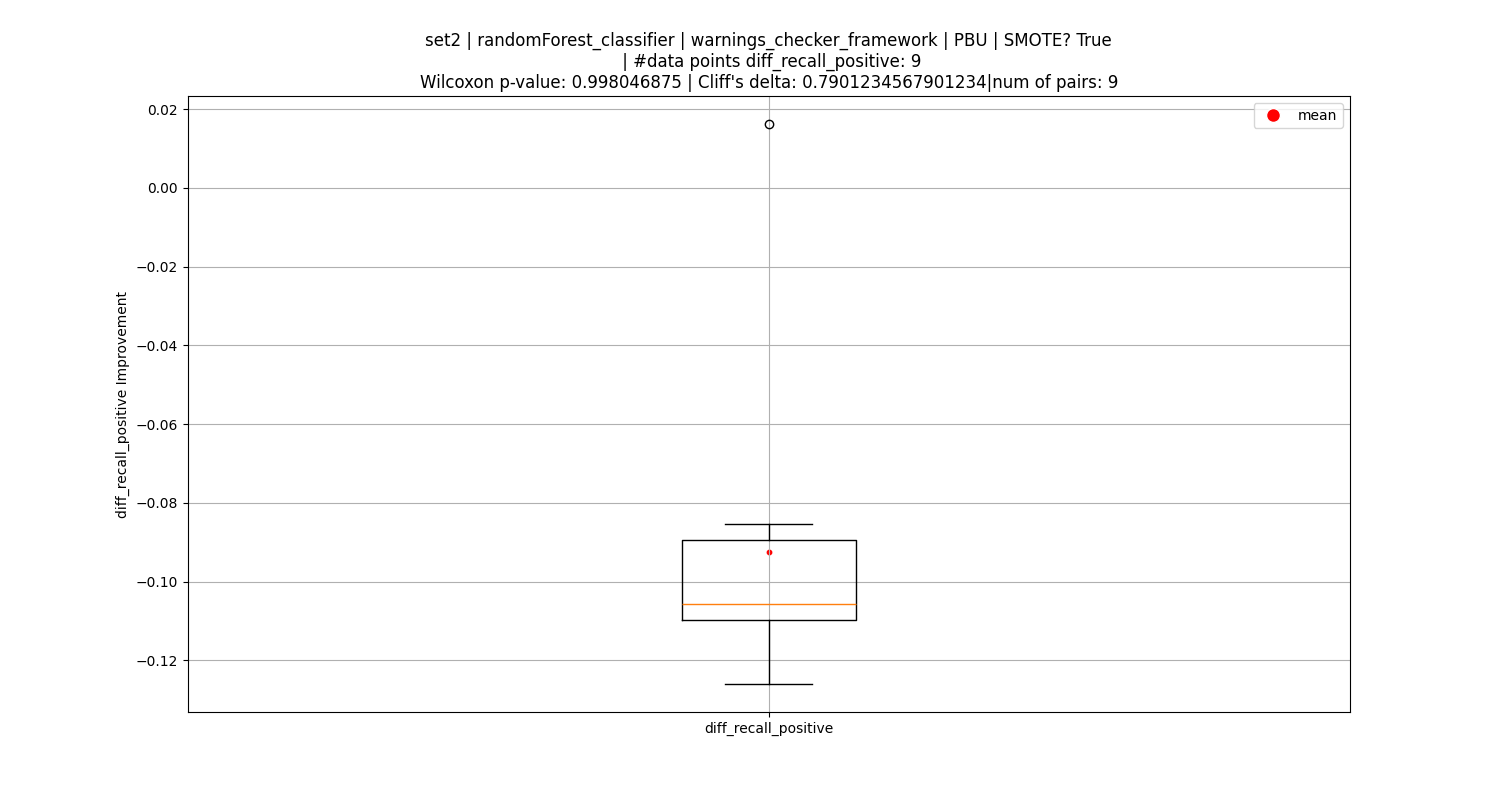 set2 | randomForest_classifier | warnings_checker_framework | PBU | SMOTE? True
| #data points diff_recall_positive: 9
Wilcoxon p-value: 0.998046875 | Cliff's delta: 0.7901234567901234|num of pairs: 9
mean
0.02
0.00
−0.02
−0.04
−0.06
−0.08
−0.10
−0.12
diff_recall_positive Improvement
diff_recall_positive